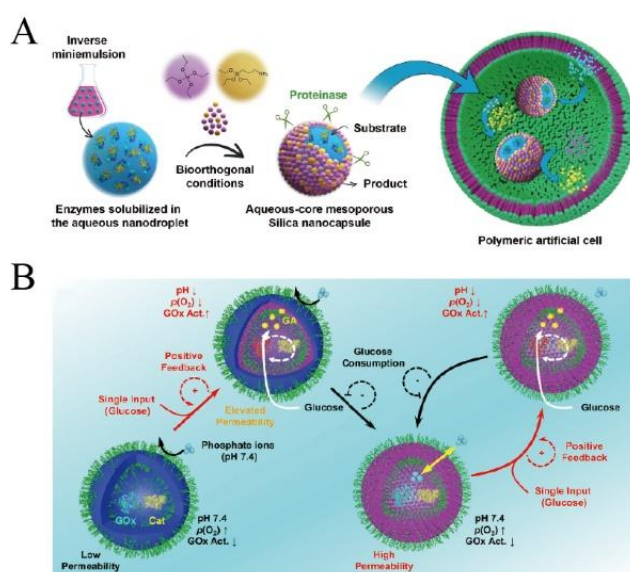 A
Inverse
miniemulsion
Enzymes solubilized in
the aqueous nanodroplet
Bioorthogonal
conditions
Proteinase
Substrate
Product
Aqueous-core mesoporous
Silica nanocapsule
Polymeric artificial cell
B
pH ↓
p(O₂) ↓
GOx Act.↑
GA
Positive
Feedback
+
Single Input
(Glucose)
Elevated
Permeability
Glucose
Glucose
Consumption
-
-
Phosphate ions
(pH 7.4)
GOx
Cat
pH 7.4
p(O₂) ↑
GOx Act. ↓
Low
Permeability
pH ↓
p(O₂) ↓
GOx Act.↑
Glucose
Positive
Feedback
+
Single Input
(Glucose)
pH 7.4
p(O₂) ↑
GOx Act. ↓
High
Permeability